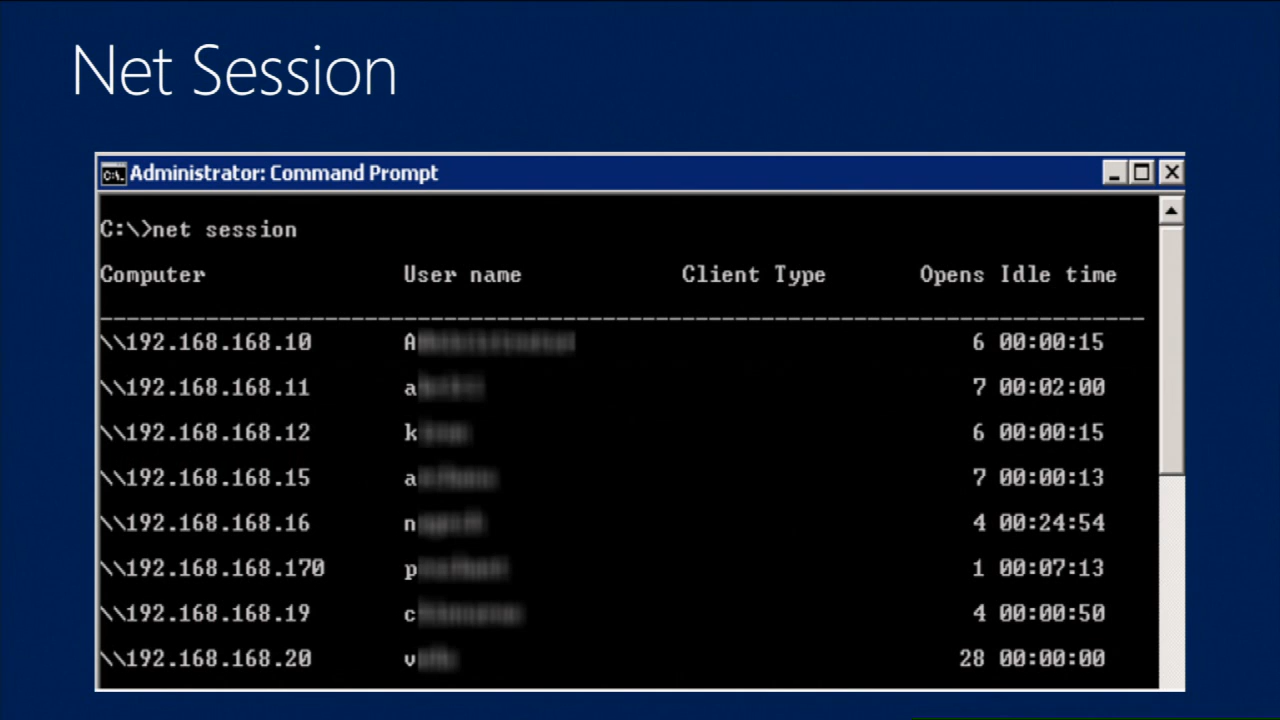 Net Session
Administrator: Command Prompt
C:\>net session
Computer User name Client Type Opens Idle time
\\192.168.168.10 6 00:00:15
\\192.168.168.11 7 00:02:00
\\192.168.168.12 6 00:00:15
\\192.168.168.15 7 00:00:13
\\192.168.168.16 4 00:24:54
\\192.168.168.170 1 00:07:13
\\192.168.168.19 4 00:00:50
\\192.168.168.20 28 00:00:00